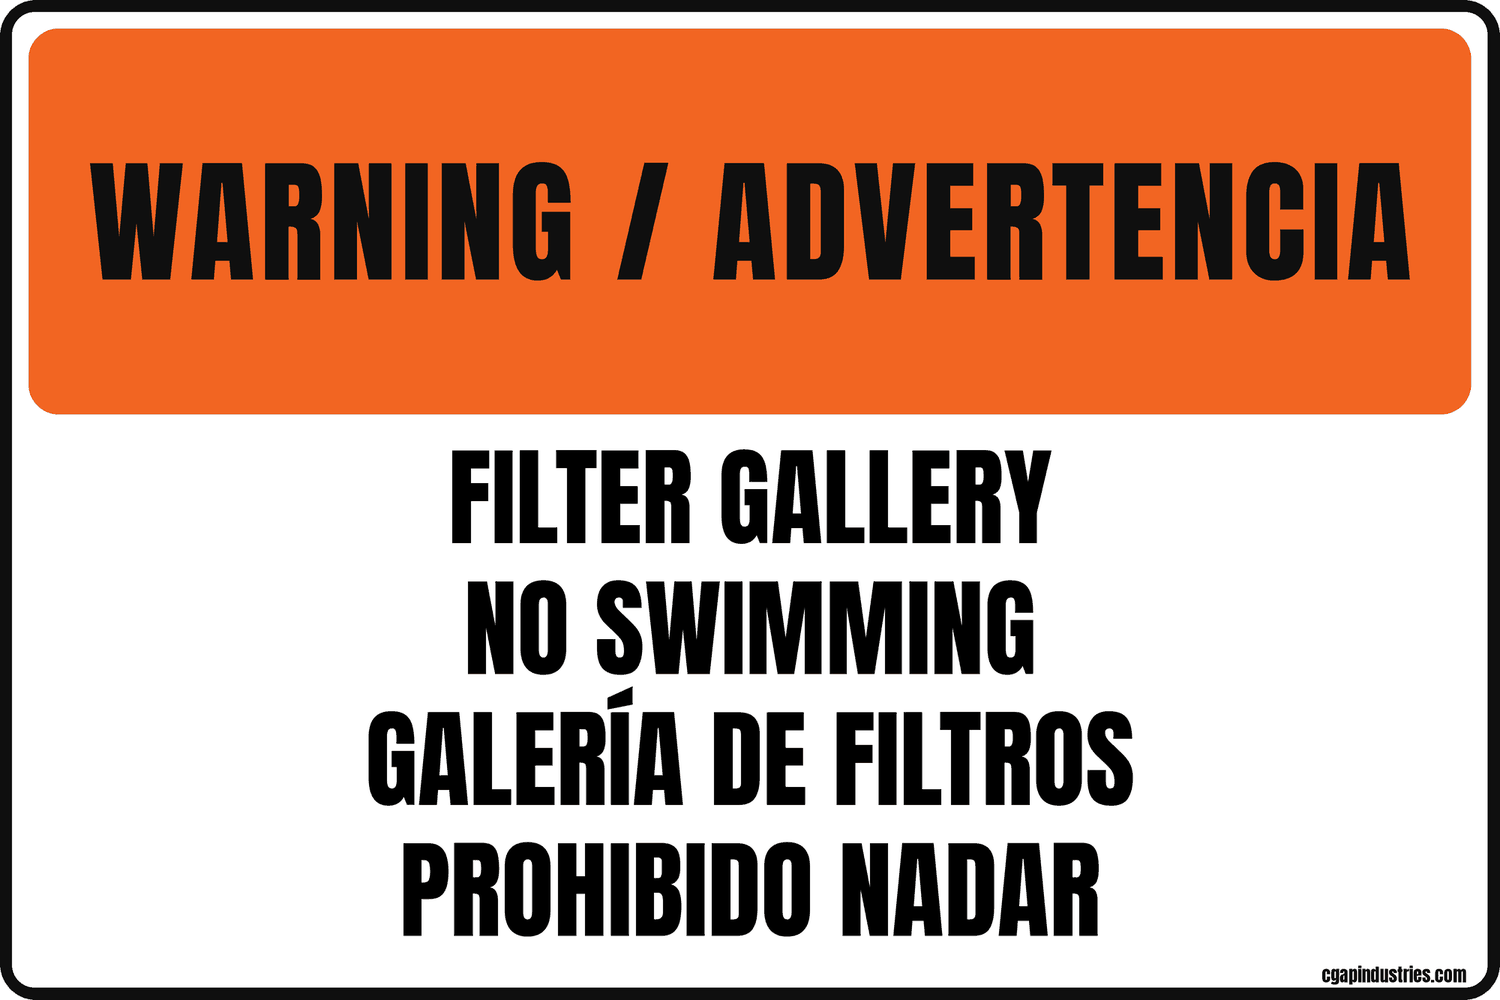 WARNING / ADVERTENCIA
FILTER GALLERY
NO SWIMMING
GALERÍA DE FILTROS
PROHIBIDO NADAR
cgapindustries.com